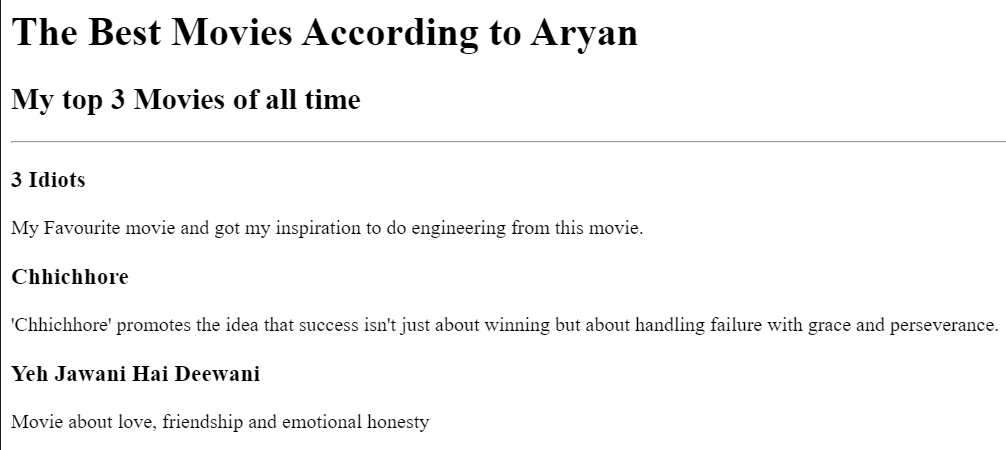 The Best Movies According to Aryan
My top 3 Movies of all time
3 Idiots
My Favourite movie and got my inspiration to do engineering from this movie.
Chhichhore
'Chhichhore' promotes the idea that success isn't just about winning but about handling failure with grace and perseverance.
Yeh Jawani Hai Deewani
Movie about love, friendship and emotional honesty